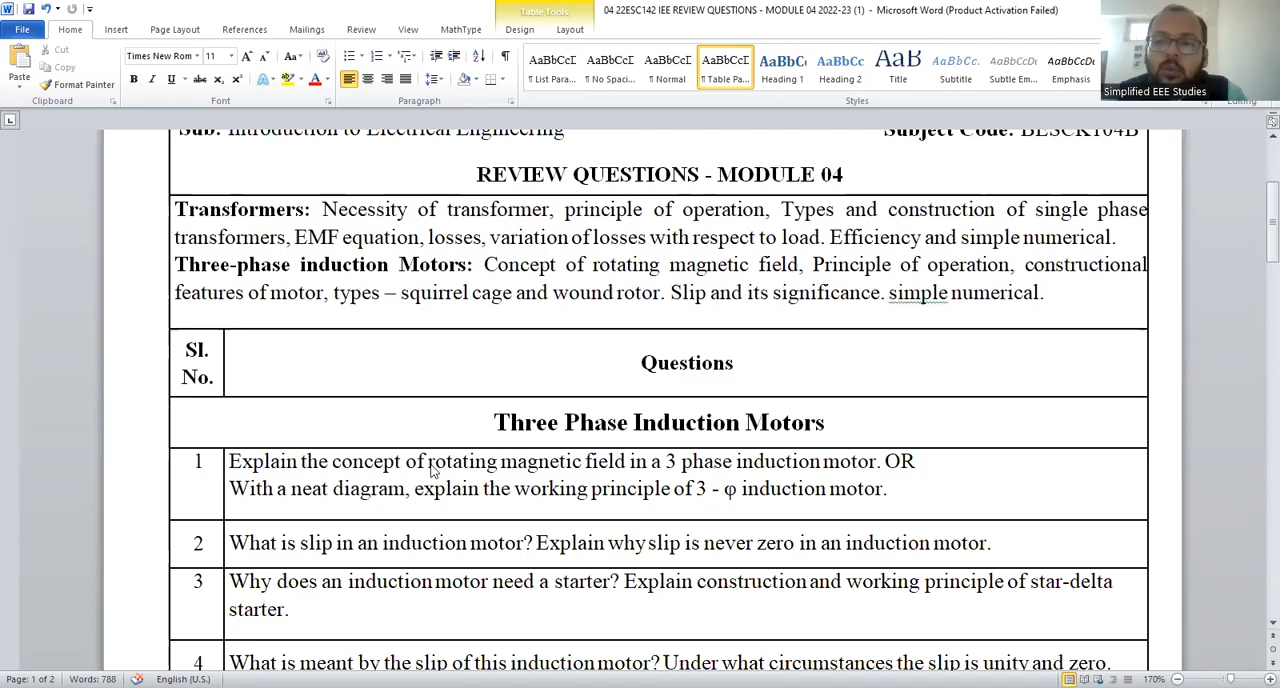 Table Tools
04 22ESC142 IEE REVIEW QUESTIONS - MODULE 04 2022-23 (1) - Microsoft Word (Product Activation Failed)
File Home Insert Page Layout References Mailings Review View MathType Design Layout
Cut
Copy
Format Painter
Paste
Times New Rom 11
AaBbCcI AaBbCcI AaBbCcI AaBbCcI AaBbC AaBbCc AaB AaBbCc. AaBbCcDc AaBbCcDc
¶ List Para... ¶ No Spaci... ¶ Normal ¶ Table Pa... Heading 1 Heading 2 Title Subtitle Subtle Em... Emphasis
Clipboard Font Paragraph Styles Editing
Simplified EEE Studies
Sub: Introduction to Electrical Engineering Subject Code: BESCK104B
REVIEW QUESTIONS - MODULE 04
Transformers: Necessity of transformer, principle of operation, Types and construction of single phase
transformers, EMF equation, losses, variation of losses with respect to load. Efficiency and simple numerical.
Three-phase induction Motors: Concept of rotating magnetic field, Principle of operation, constructional
features of motor, types – squirrel cage and wound rotor. Slip and its significance. simple numerical.
Sl.
No.
Questions
Three Phase Induction Motors
1 Explain the concept of rotating magnetic field in a 3 phase induction motor. OR
With a neat diagram, explain the working principle of 3 - φ induction motor.
2 What is slip in an induction motor? Explain why slip is never zero in an induction motor.
3 Why does an induction motor need a starter? Explain construction and working principle of star-delta
starter.
4 What is meant by the slip of this induction motor? Under what circumstances the slip is unity and zero.
Page: 1 of 2 Words: 788 English (U.S.) 170%